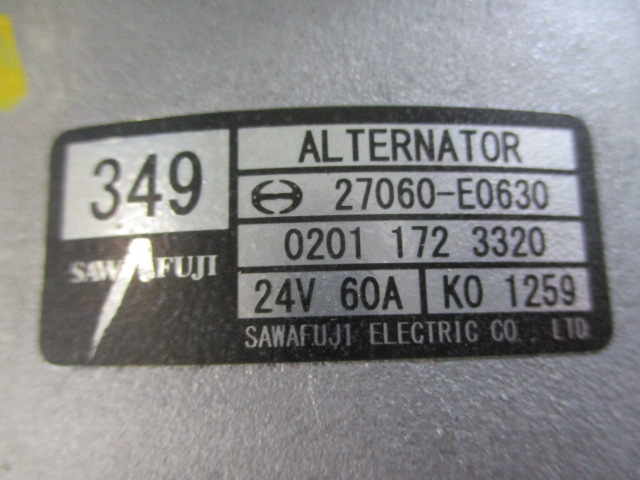 349
SAWAFUJI
ALTERNATOR
27060-E0630
0201 172 3320
24V 60A
KO 1259
SAWAFUJI ELECTRIC CO., LTD